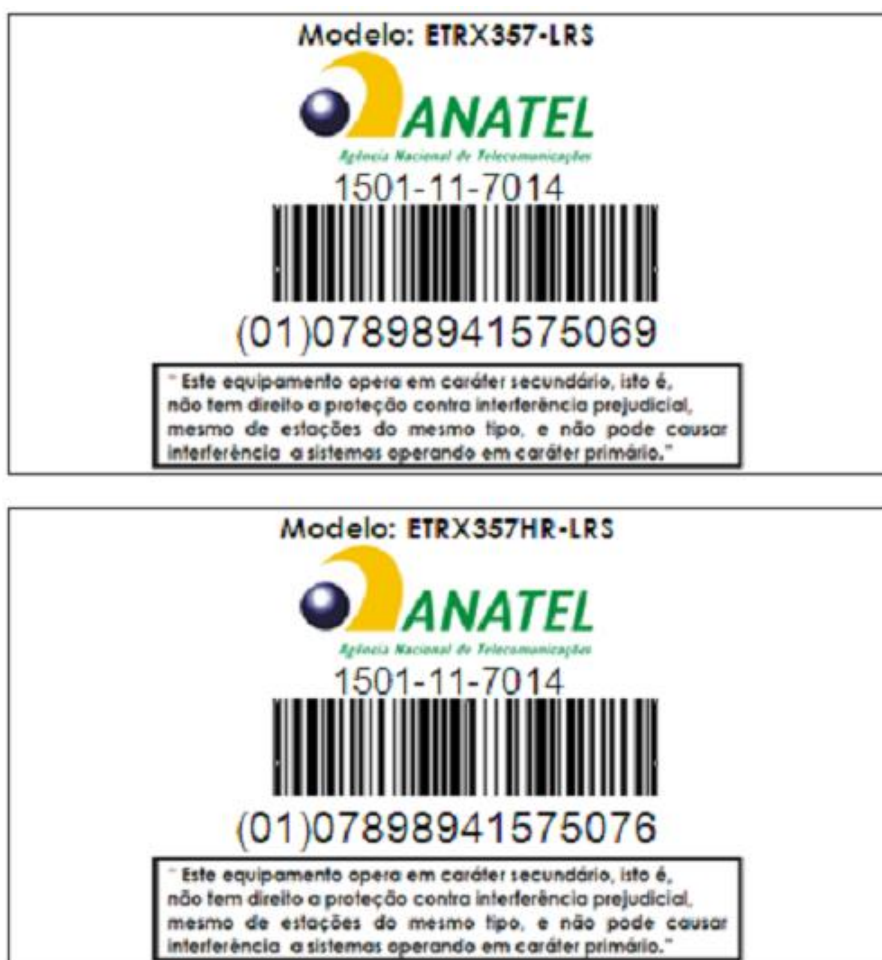 Modelo: ETRX357-LRS
ANATEL
Agência Nacional de Telecomunicações
1501-11-7014
(01)07898941575069
" Este equipamento opera em caráter secundário, isto é,
não tem direito a proteção contra interferência prejudicial,
mesmo de estações do mesmo tipo, e não pode causar
interferência a sistemas operando em caráter primário."
Modelo: ETRX357HR-LRS
ANATEL
Agência Nacional de Telecomunicações
1501-11-7014
(01)07898941575076
" Este equipamento opera em caráter secundário, isto é,
não tem direito a proteção contra interferência prejudicial,
mesmo de estações do mesmo tipo, e não pode causar
interferência a sistemas operando em caráter primário."